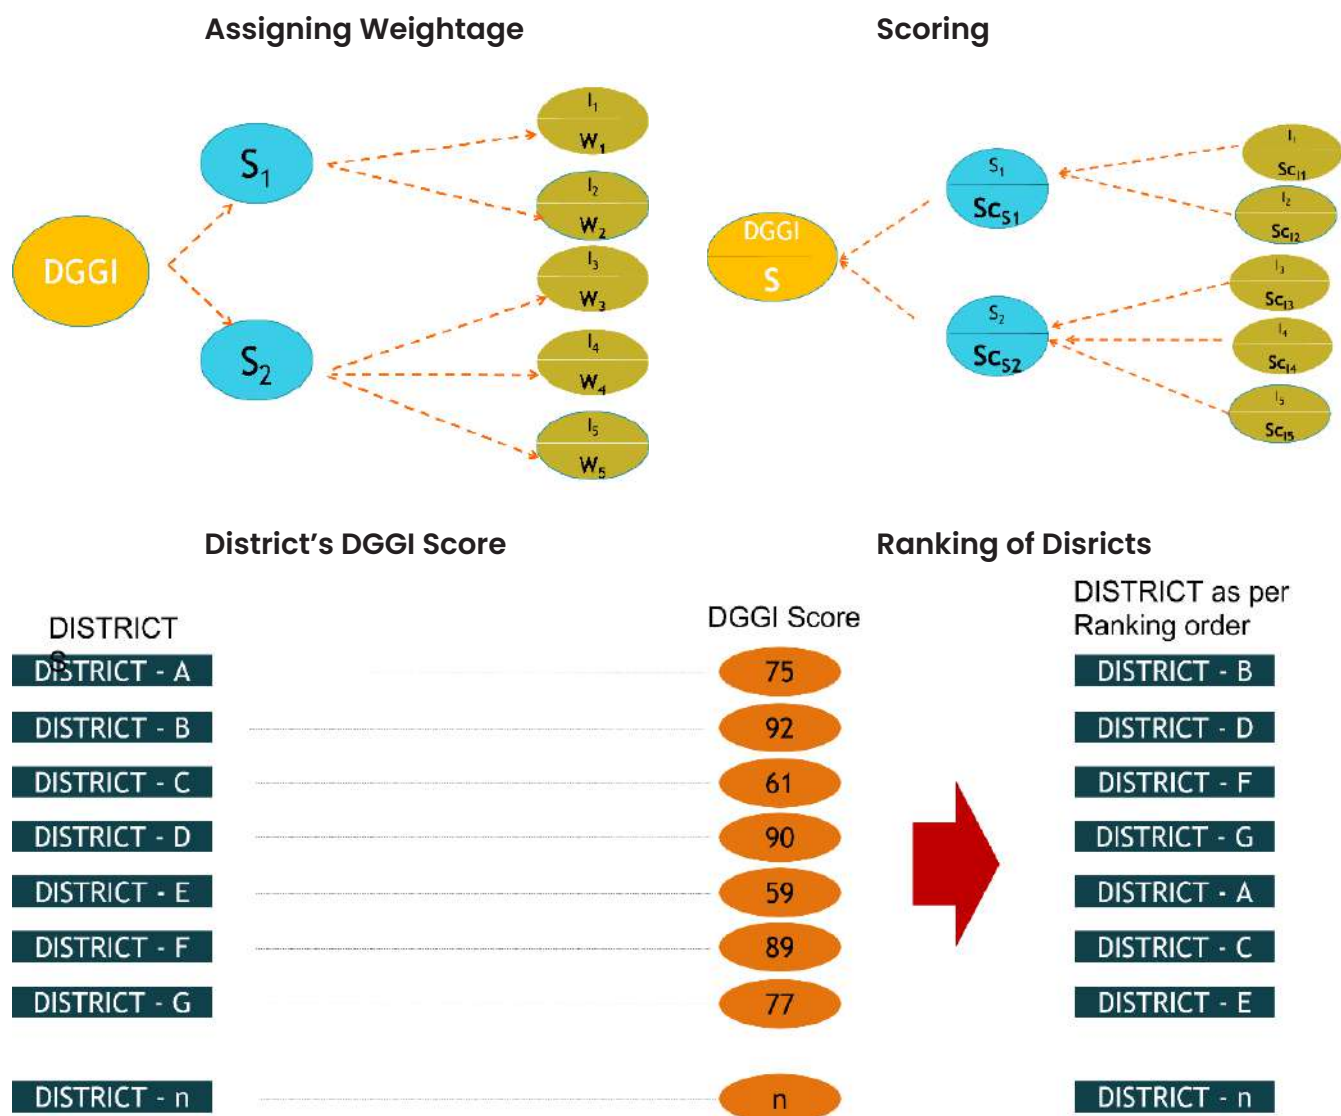 Assigning Weightage
Scoring
DGGI
S1
S2
I1
W1
I2
W2
I3
W3
I4
W4
I5
W5
DGGI
S
S1
ScS1
S2
ScS2
I1
ScI1
I2
ScI2
I3
ScI3
I4
ScI4
I5
ScI5
District’s DGGI Score
Ranking of Disricts
DISTRICT
S
DGGI Score
DISTRICT as per
Ranking order
DISTRICT - A
75
DISTRICT - B
DISTRICT - B
92
DISTRICT - D
DISTRICT - C
61
DISTRICT - F
DISTRICT - D
90
DISTRICT - G
DISTRICT - E
59
DISTRICT - A
DISTRICT - F
89
DISTRICT - C
DISTRICT - G
77
DISTRICT - E
DISTRICT - n
n
DISTRICT - n